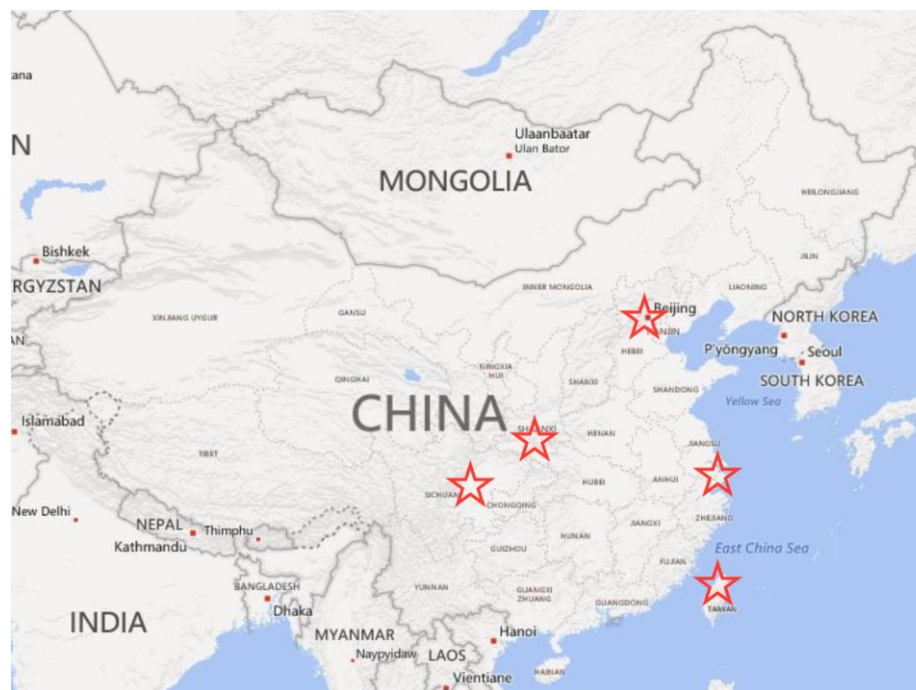 ana
Ulaanbaatar
Ulan Bator
N
MONGOLIA
HEILONGJIANG
Bishkek
JILIN
RGYZSTAN
INNER MONGOLIA
LIAONING
GANSU
Beijing
XINJIANG UYGUR
NORTH KOREA
AN
HEBEI
P'yŏngyang
Seoul
NINGXIA
HUI
QINGHAI
SHANXI
SOUTH KOREA
SHANDONG
Yellow Sea
CHINA
Islamabad
HENAN
JIANGSU
TIBET
HUBEI
ANHUI
SICHUAN
CHONGQING
New Delhi
ZHEJIANG
NEPAL
Thimphu
JIANGXI
HUNAN
Kathmandu
GUIZHOU
East China Sea
FUJIAN
BANGLADESH
YUNNAN
GUANGXI
ZHUANG
GUANGDONG
Dhaka
TAIWAN
INDIA
MYANMAR
Hanoi
Naypyidaw
LAOS
HAINAN
Vientiane